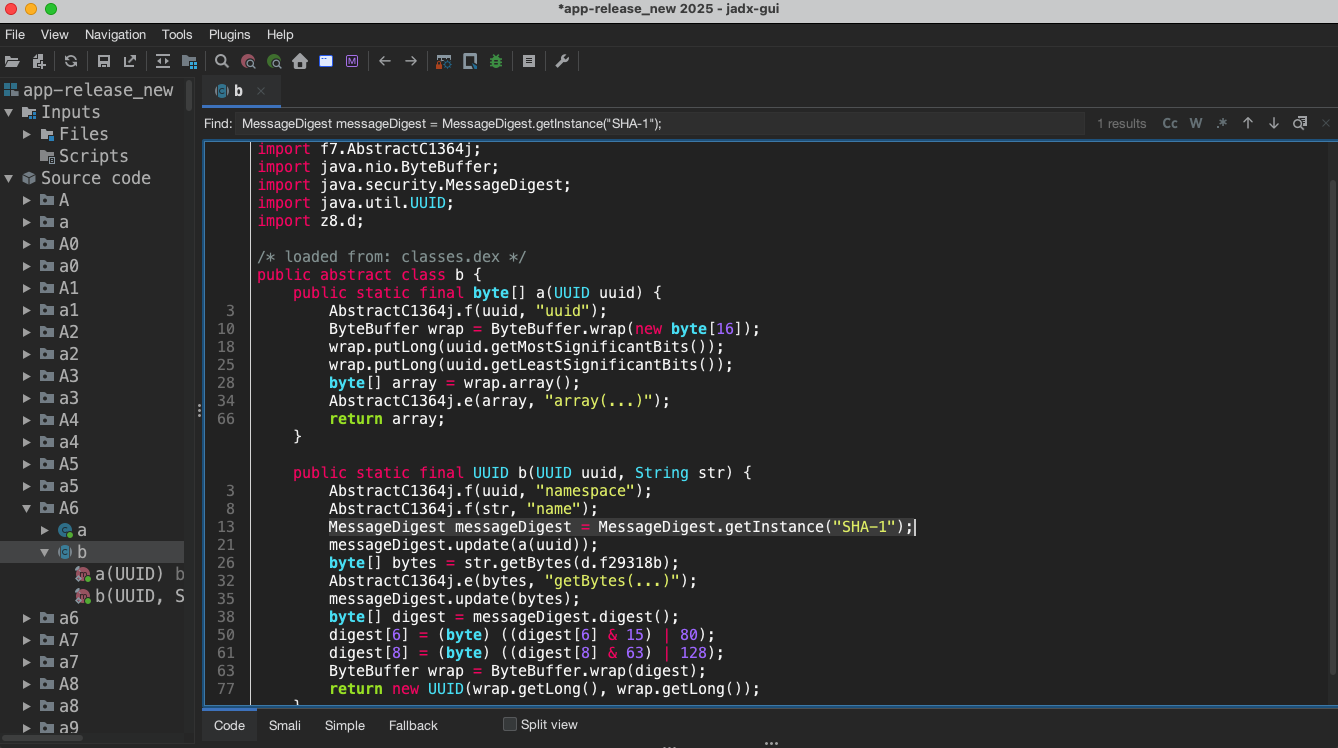 *app-release_new 2025 - jadx-gui
File View Navigation Tools Plugins Help
app-release_new
Inputs
Files
Scripts
Source code
A
a
A0
a0
A1
a1
A2
a2
A3
a3
A4
a4
A5
a5
A6
a
b
a(UUID) b
b(UUID, S
a6
A7
a7
A8
a8
a9
b
Find: MessageDigest messageDigest = MessageDigest.getInstance("SHA-1"); 1 results Cc W .*
import f7.AbstractC1364j;
import java.nio.ByteBuffer;
import java.security.MessageDigest;
import java.util.UUID;
import z8.d;
/* loaded from: classes.dex */
public abstract class b {
public static final byte[] a(UUID uuid) {
3 AbstractC1364j.f(uuid, "uuid");
10 ByteBuffer wrap = ByteBuffer.wrap(new byte[16]);
18 wrap.putLong(uuid.getMostSignificantBits());
25 wrap.putLong(uuid.getLeastSignificantBits());
28 byte[] array = wrap.array();
34 AbstractC1364j.e(array, "array(...)");
66 return array;
}
public static final UUID b(UUID uuid, String str) {
3 AbstractC1364j.f(uuid, "namespace");
8 AbstractC1364j.f(str, "name");
13 MessageDigest messageDigest = MessageDigest.getInstance("SHA-1");
21 messageDigest.update(a(uuid));
26 byte[] bytes = str.getBytes(d.f29318b);
32 AbstractC1364j.e(bytes, "getBytes(...)");
35 messageDigest.update(bytes);
38 byte[] digest = messageDigest.digest();
50 digest[6] = (byte) ((digest[6] & 15) | 80);
61 digest[8] = (byte) ((digest[8] & 63) | 128);
63 ByteBuffer wrap = ByteBuffer.wrap(digest);
77 return new UUID(wrap.getLong(), wrap.getLong());
}
Code Smali Simple Fallback Split view